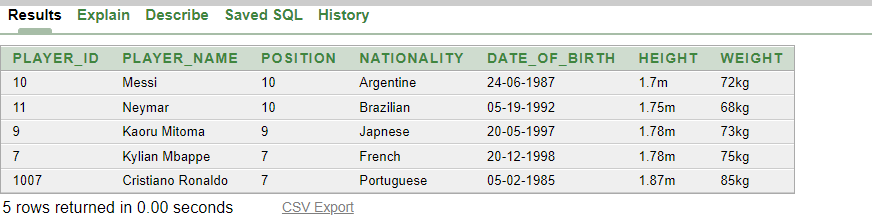 Results Explain Describe Saved SQL History
PLAYER_ID PLAYER_NAME POSITION NATIONALITY DATE_OF_BIRTH HEIGHT WEIGHT
10 Messi 10 Argentine 24-06-1987 1.7m 72kg
11 Neymar 10 Brazilian 05-19-1992 1.75m 68kg
9 Kaoru Mitoma 9 Japnese 20-05-1997 1.78m 73kg
7 Kylian Mbappe 7 French 20-12-1998 1.78m 75kg
1007 Cristiano Ronaldo 7 Portuguese 05-02-1985 1.87m 85kg
5 rows returned in 0.00 seconds CSV Export